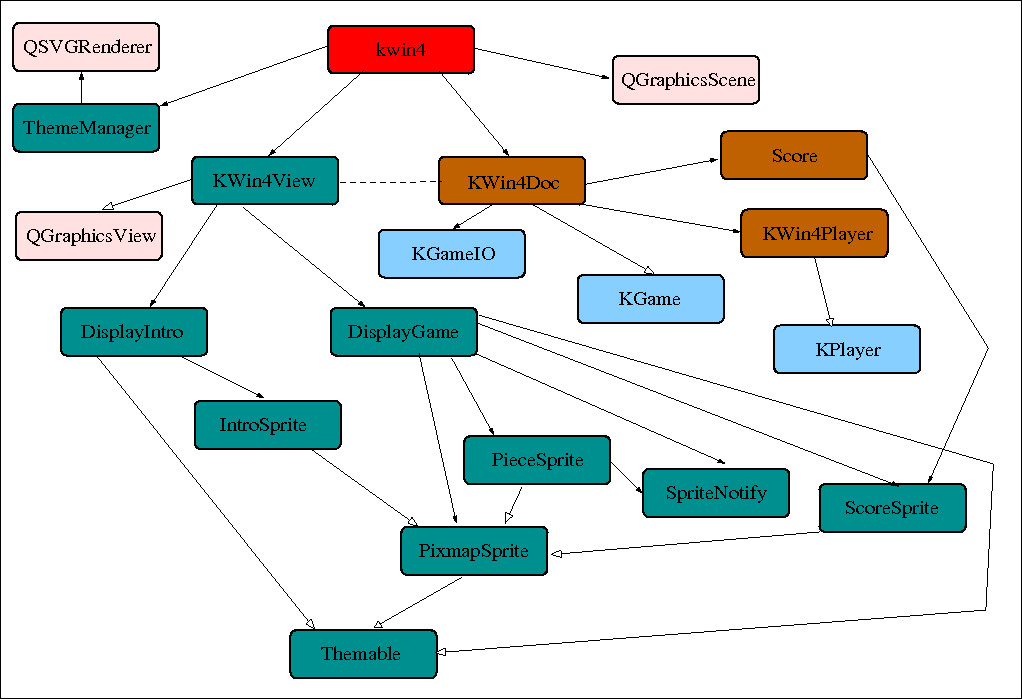 QSVGRenderer
kwin4
QGraphicsScene
ThemeManager
Score
KWin4View
KWin4Doc
QGraphicsView
KGameIO
KWin4Player
KGame
DisplayIntro
DisplayGame
KPlayer
IntroSprite
PieceSprite
SpriteNotify
ScoreSprite
PixmapSprite
Themable